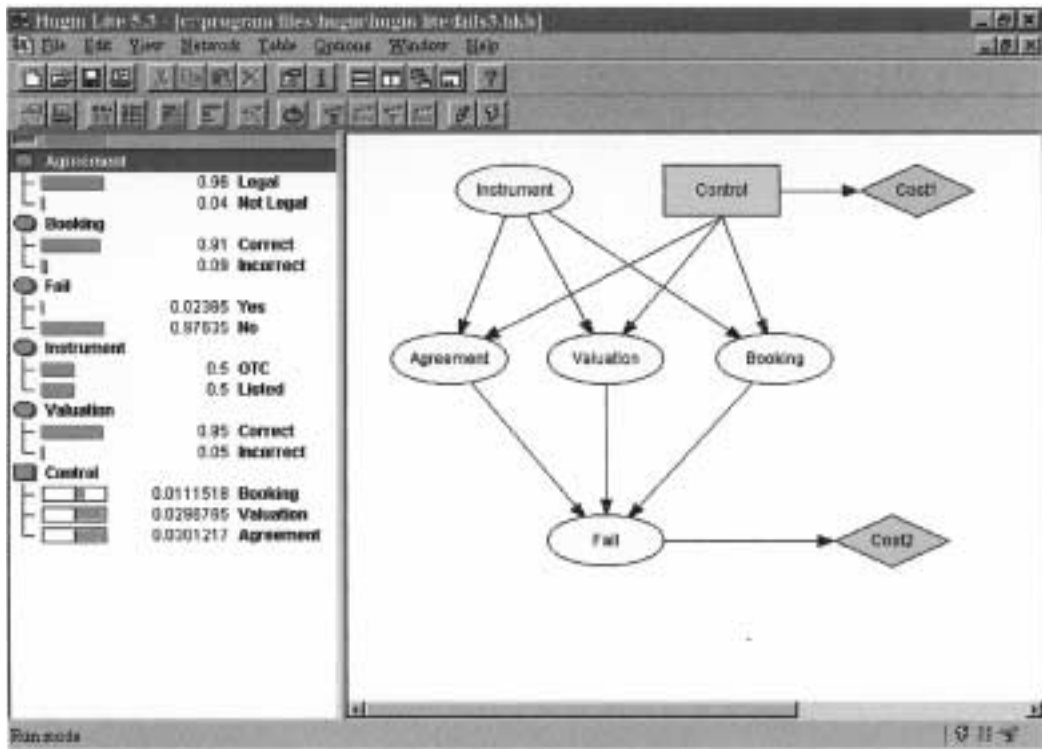 Hugin Lite 5.3 - [c:\program files\hugin\hugin lite\fails3.hkb]
File Edit View Network Table Options Window Help
Agreement
0.96 Legal
0.04 Not Legal
Booking
0.91 Correct
0.09 Incorrect
Fail
0.02365 Yes
0.97635 No
Instrument
0.5 OTC
0.5 Listed
Valuation
0.95 Correct
0.05 Incorrect
Control
0.0111518 Booking
Valuation
0.0301217 Agreement
Instrument
Control
Cost1
Agreement
Valuation
Booking
Fail
Cost2
Run mode